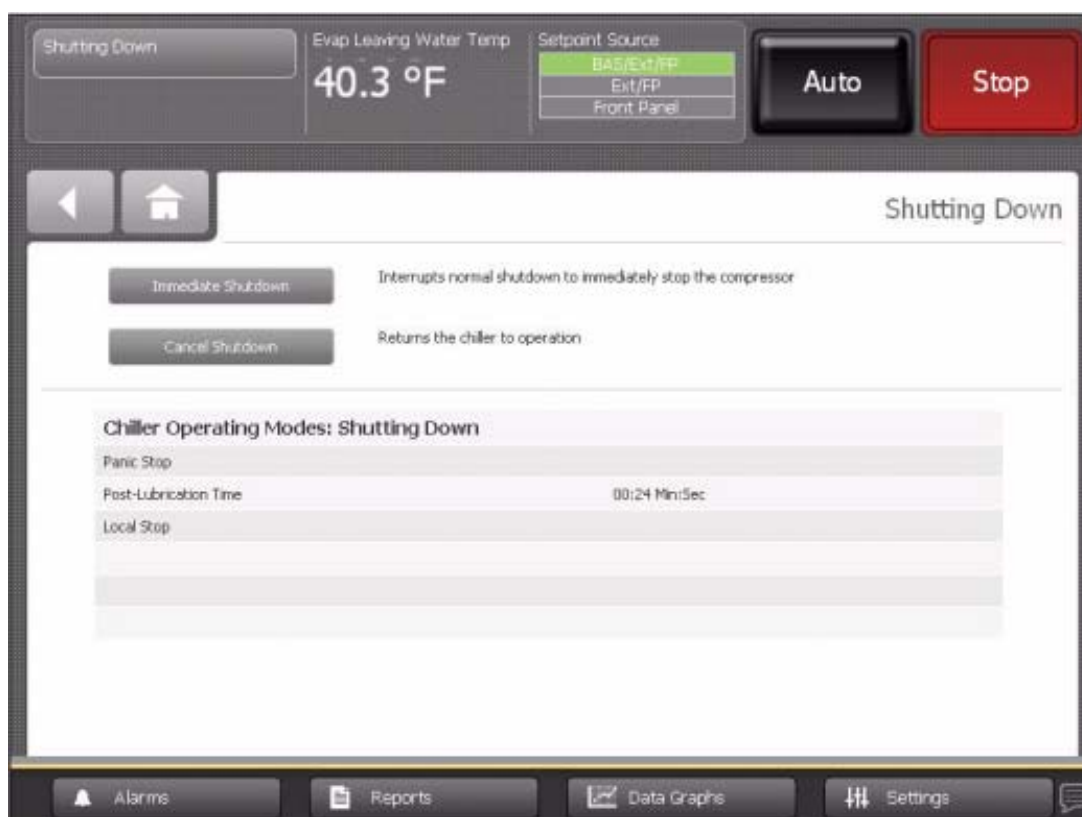 Shutting Down
Evap Leaving Water Temp
40.3 °F
Setpoint Source
BAS/Ext/FP
Ext/FP
Front Panel
Auto
Stop
Shutting Down
Immediate Shutdown
Interrupts normal shutdown to immediately stop the compressor
Cancel Shutdown
Returns the chiller to operation
Chiller Operating Modes: Shutting Down
Panic Stop
Post-Lubrication Time 00:24 Min:Sec
Local Stop
Alarms
Reports
Data Graphs
Settings